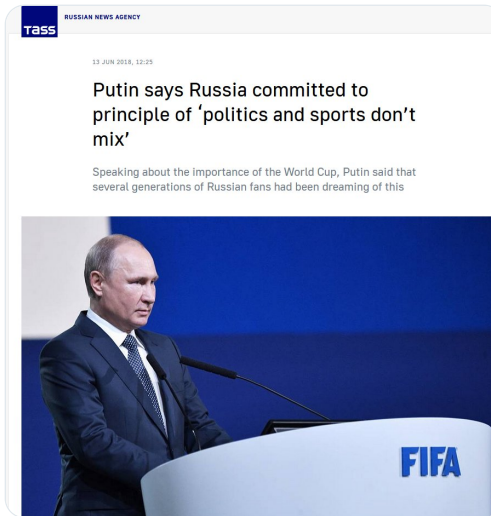 TASS
RUSSIAN NEWS AGENCY
13 JUN 2018, 12:25
Putin says Russia committed to
principle of ‘politics and sports don’t
mix’
Speaking about the importance of the World Cup, Putin said that
several generations of Russian fans had been dreaming of this
FIFA